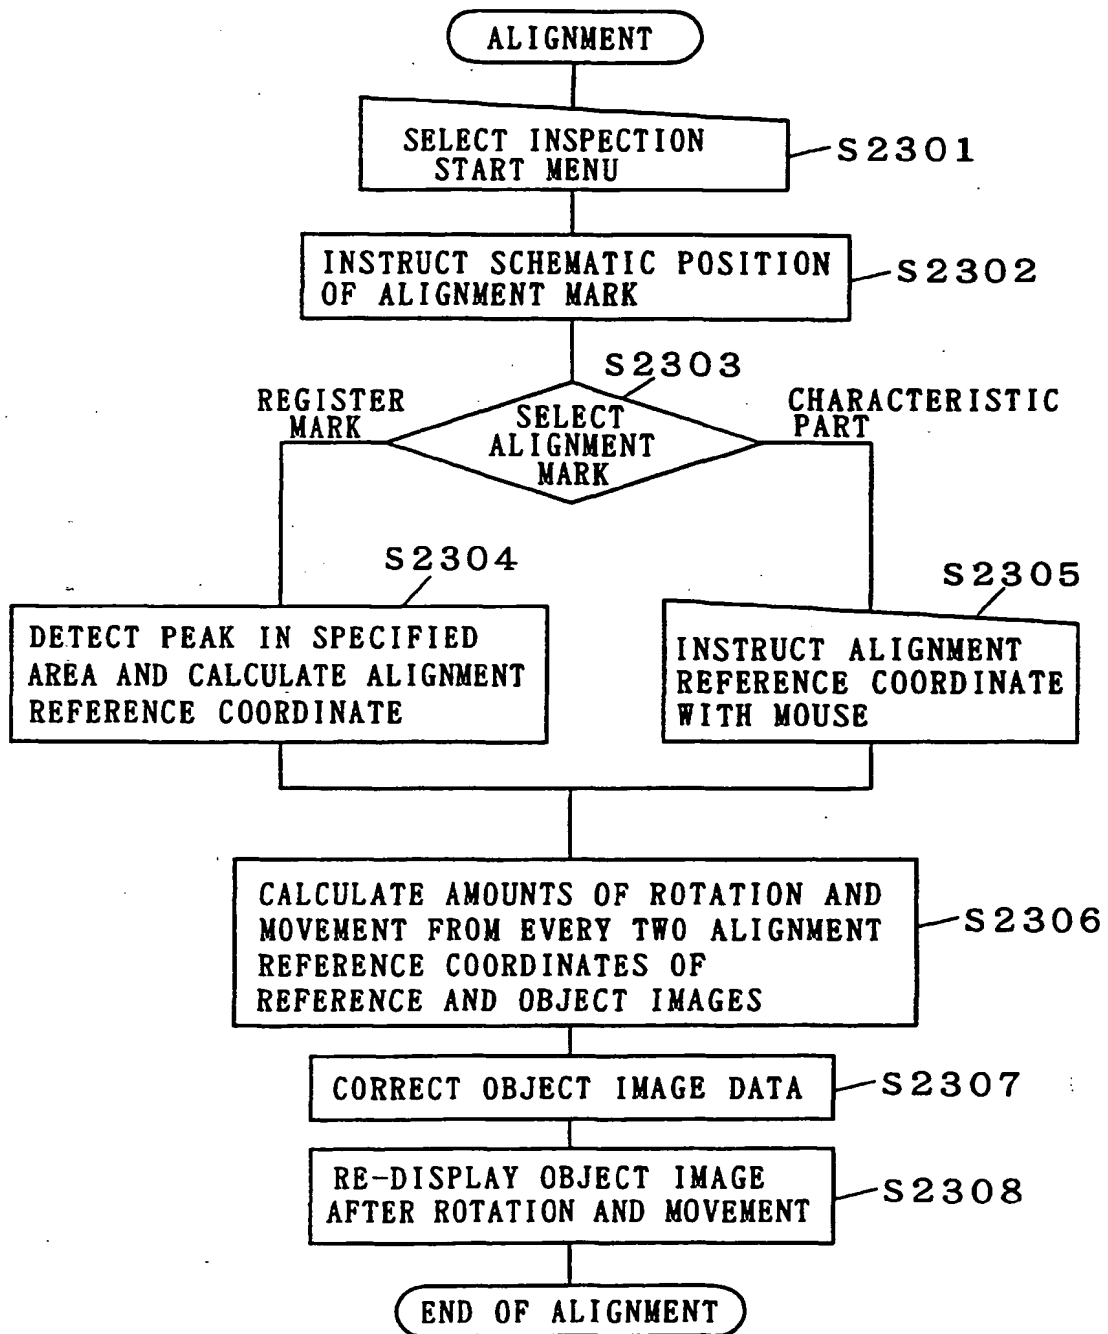 ALIGNMENT
SELECT INSPECTION
START MENU
S2301
INSTRUCT SCHEMATIC POSITION
OF ALIGNMENT MARK
S2302
S2303
REGISTER
MARK
SELECT
ALIGNMENT
MARK
CHARACTERISTIC
PART
S2304
DETECT PEAK IN SPECIFIED
AREA AND CALCULATE ALIGNMENT
REFERENCE COORDINATE
S2305
INSTRUCT ALIGNMENT
REFERENCE COORDINATE
WITH MOUSE
CALCULATE AMOUNTS OF ROTATION AND
MOVEMENT FROM EVERY TWO ALIGNMENT
REFERENCE COORDINATES OF
REFERENCE AND OBJECT IMAGES
S2306
CORRECT OBJECT IMAGE DATA
S2307
RE-DISPLAY OBJECT IMAGE
AFTER ROTATION AND MOVEMENT
S2308
END OF ALIGNMENT